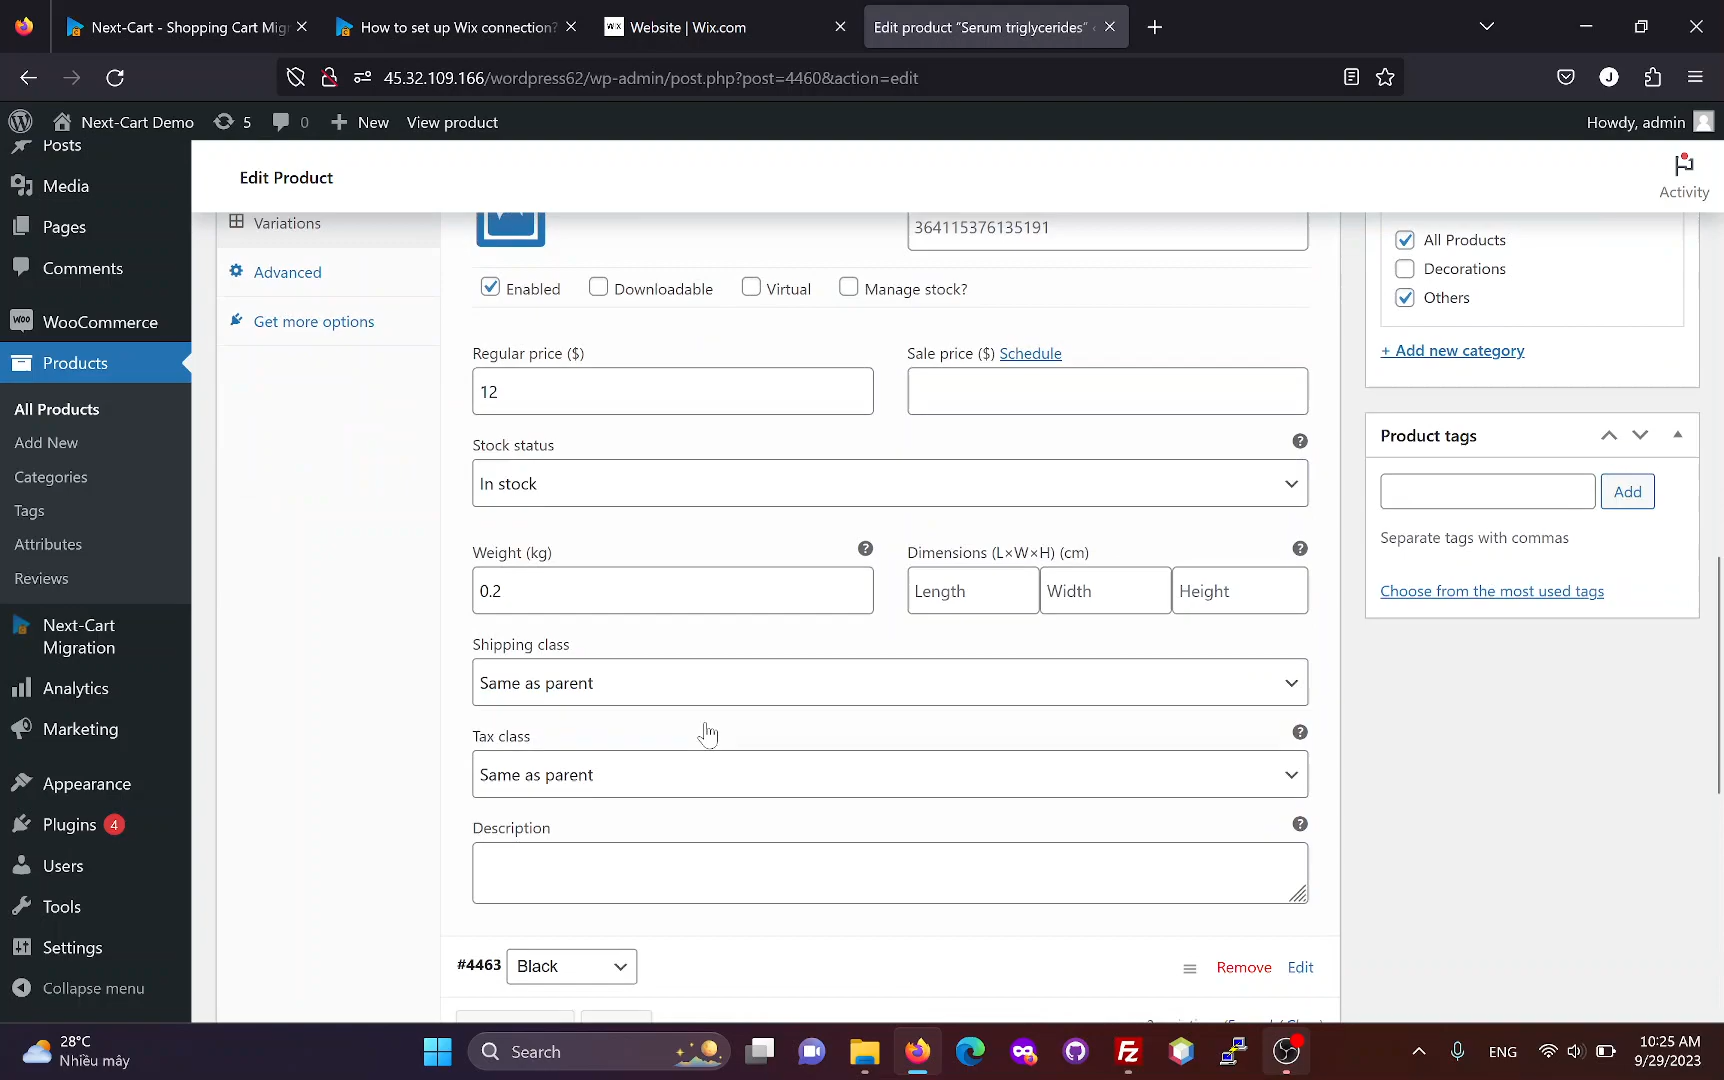 Next-Cart - Shopping Cart Migr
How to set up Wix connection?
WiX
Website | Wix.com
Edit product “Serum triglycerides”
45.32.109.166/wordpress62/wp-admin/post.php?post=4460&action=edit
J
Next-Cart Demo
5
0
New
View product
Howdy, admin
Posts
Media
Pages
Comments
WooCommerce
Products
All Products
Add New
Categories
Tags
Attributes
Reviews
Next-Cart
Migration
Analytics
Marketing
Appearance
Plugins 4
Users
Tools
Settings
Collapse menu
Edit Product
Activity
Variations
Advanced
Get more options
364115376135191
Enabled
Downloadable
Virtual
Manage stock?
Regular price ($)
12
Sale price ($) Schedule
Stock status
?
In stock
Weight (kg)
?
0.2
Dimensions (L×W×H) (cm)
?
Length
Width
Height
Shipping class
Same as parent
Tax class
?
Same as parent
Description
?
#4463
Black
Remove
Edit
All Products
Decorations
Others
+ Add new category
Product tags
Add
Separate tags with commas
Choose from the most used tags
28°C
Nhiều mây
Search
Fz
ENG
10:25 AM
9/29/2023